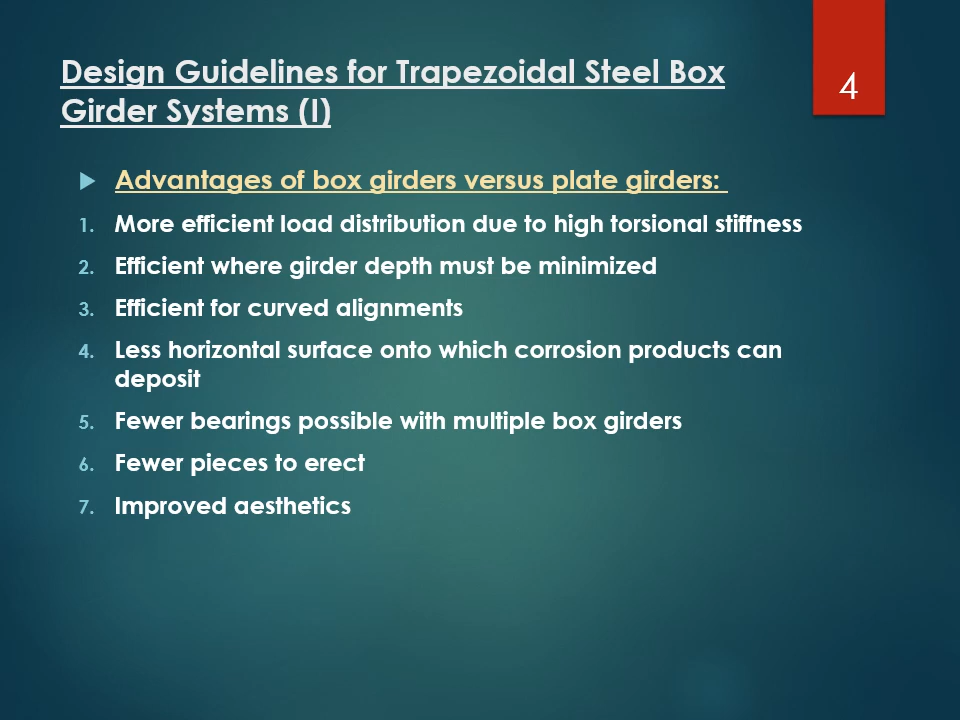 Design Guidelines for Trapezoidal Steel Box
Girder Systems (I)
4
Advantages of box girders versus plate girders:
1. More efficient load distribution due to high torsional stiffness
2. Efficient where girder depth must be minimized
3. Efficient for curved alignments
4. Less horizontal surface onto which corrosion products can
deposit
5. Fewer bearings possible with multiple box girders
6. Fewer pieces to erect
7. Improved aesthetics